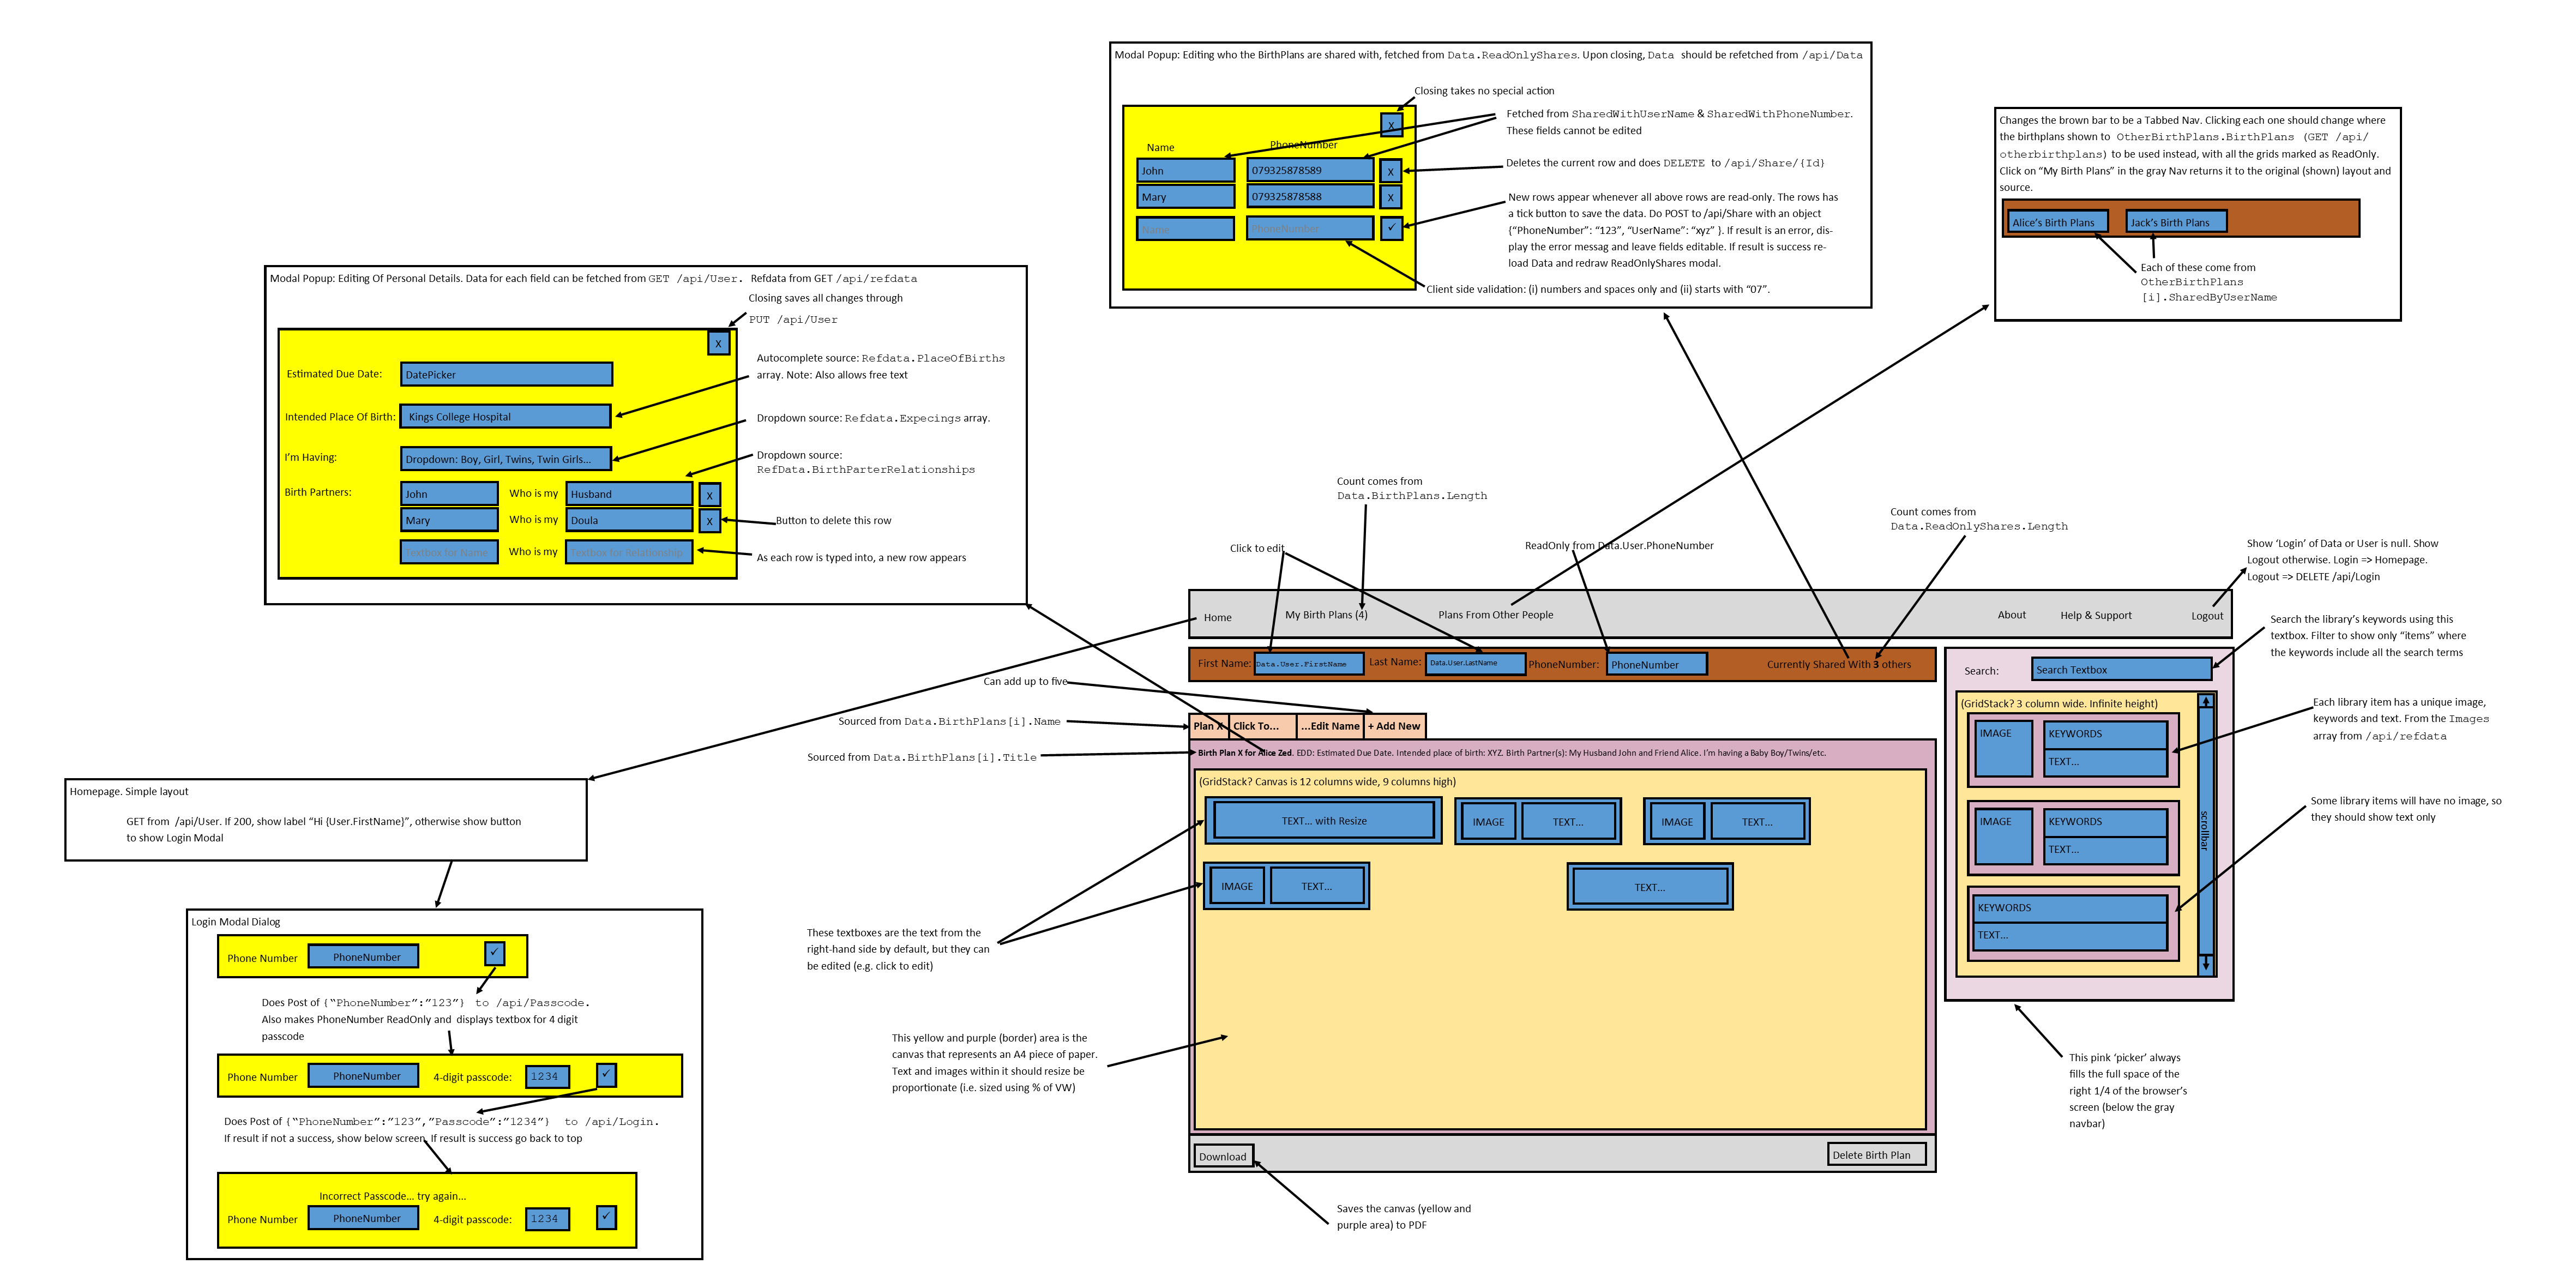 Modal Popup: Editing who the BirthPlans are shared with, fetched from Data.ReadOnlyShares. Upon closing, Data should be refetched from /api/Data
Closing takes no special action
X
Fetched from SharedWithUserName & SharedWithPhoneNumber.
These fields cannot be edited
Name
PhoneNumber
John
079325878589
X
Deletes the current row and does DELETE to /api/Share/{Id}
Mary
079325878588
X
Name
PhoneNumber
✓
New rows appear whenever all above rows are read-only. The rows has
a tick button to save the data. Do POST to /api/Share with an object
{“PhoneNumber”: “123”, “UserName”: “xyz” }. If result is an error, dis-
play the error messag and leave fields editable. If result is success re-
load Data and redraw ReadOnlyShares modal.
Client side validation: (i) numbers and spaces only and (ii) starts with “07”.
Changes the brown bar to be a Tabbed Nav. Clicking each one should change where
the birthplans shown to OtherBirthPlans.BirthPlans (GET /api/
otherbirthplans) to be used instead, with all the grids marked as ReadOnly.
Click on “My Birth Plans” in the gray Nav returns it to the original (shown) layout and
source.
Alice’s Birth Plans
Jack’s Birth Plans
Each of these come from
OtherBirthPlans
[i].SharedByUserName
Modal Popup: Editing Of Personal Details. Data for each field can be fetched from GET /api/User. Refdata from GET /api/refdata
Closing saves all changes through
PUT /api/User
X
Estimated Due Date:
DatePicker
Autocomplete source: Refdata.PlaceOfBirths
array. Note: Also allows free text
Intended Place Of Birth:
Kings College Hospital
Dropdown source: Refdata.Expecings array.
I’m Having:
Dropdown: Boy, Girl, Twins, Twin Girls...
Dropdown source:
RefData.BirthParterRelationships
Birth Partners:
John
Who is my
Husband
X
Mary
Who is my
Doula
X
Button to delete this row
Textbox for Name
Who is my
Textbox for Relationship
As each row is typed into, a new row appears
Count comes from
Data.BirthPlans.Length
Click to edit
ReadOnly from Data.User.PhoneNumber
Count comes from
Data.ReadOnlyShares.Length
Show ‘Login’ of Data or User is null. Show
Logout otherwise. Login => Homepage.
Logout => DELETE /api/Login
Home
My Birth Plans (4)
Plans From Other People
About
Help & Support
Logout
First Name:
Data.User.FirstName
Last Name:
Data.User.LastName
PhoneNumber:
PhoneNumber
Currently Shared With 3 others
Search:
Search Textbox
Search the library’s keywords using this
textbox. Filter to show only “items” where
the keywords include all the search terms
Can add up to five
Sourced from Data.BirthPlans[i].Name
Plan X
Click To...
...Edit Name
+ Add New
Sourced from Data.BirthPlans[i].Title
Birth Plan X for Alice Zed. EDD: Estimated Due Date. Intended place of birth: XYZ. Birth Partner(s): My Husband John and Friend Alice. I’m having a Baby Boy/Twins/etc.
(GridStack? Canvas is 12 columns wide, 9 columns high)
TEXT... with Resize
IMAGE
TEXT...
IMAGE
TEXT...
IMAGE
TEXT...
TEXT...
(GridStack? 3 column wide. Infinite height)
IMAGE
KEYWORDS
TEXT...
IMAGE
KEYWORDS
TEXT...
KEYWORDS
TEXT...
scrollbar
Each library item has a unique image,
keywords and text. From the Images
array from /api/refdata
Some library items will have no image, so
they should show text only
These textboxes are the text from the
right-hand side by default, but they can
be edited (e.g. click to edit)
This yellow and purple (border) area is the
canvas that represents an A4 piece of paper.
Text and images within it should resize be
proportionate (i.e. sized using % of VW)
This pink ‘picker’ always
fills the full space of the
right 1/4 of the browser’s
screen (below the gray
navbar)
Download
Delete Birth Plan
Saves the canvas (yellow and
purple area) to PDF
Homepage. Simple layout
GET from /api/User. If 200, show label “Hi {User.FirstName}”, otherwise show button
to show Login Modal
Login Modal Dialog
Phone Number
PhoneNumber
✓
Does Post of {“PhoneNumber”:”123”} to /api/Passcode.
Also makes PhoneNumber ReadOnly and displays textbox for 4 digit
passcode
Phone Number
PhoneNumber
4-digit passcode:
1234
✓
Does Post of {“PhoneNumber”:”123”,”Passcode”:”1234”} to /api/Login.
If result if not a success, show below screen. If result is success go back to top
Incorrect Passcode... try again...
Phone Number
PhoneNumber
4-digit passcode:
1234
✓